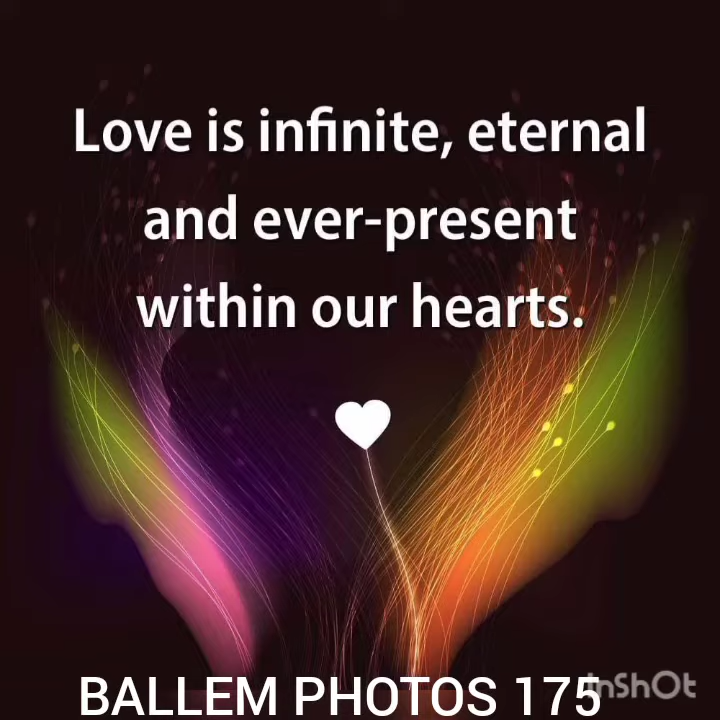 Love is infinite, eternal
and ever-present
within our hearts.
BALLEM PHOTOS 175
InShOt